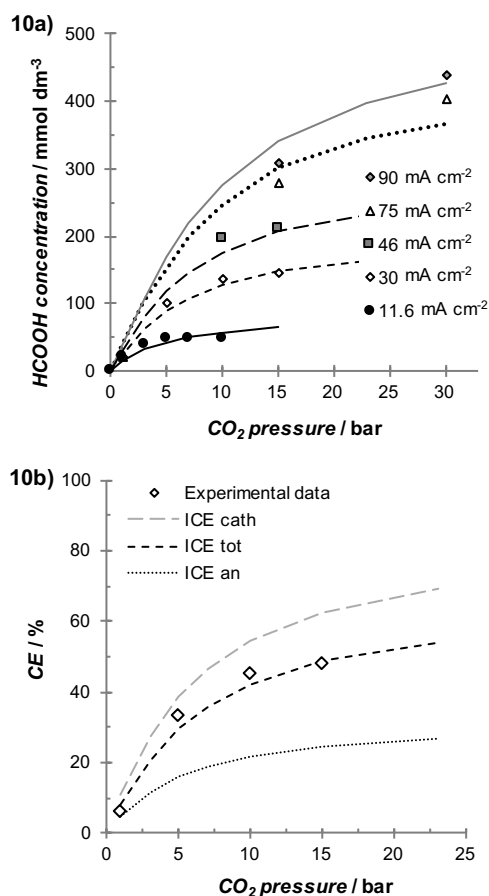 10a)
500
400
300
200
100
0
HCOOH concentration / mmol dm-3
90 mA cm-2
75 mA cm-2
46 mA cm-2
30 mA cm-2
11.6 mA cm-2
0 10 20 30
CO2 pressure / bar
10b)
100
80
60
40
20
0
CE / %
Experimental data
ICE cath
ICE tot
ICE an
0 5 10 15 20 25
CO2 pressure / bar